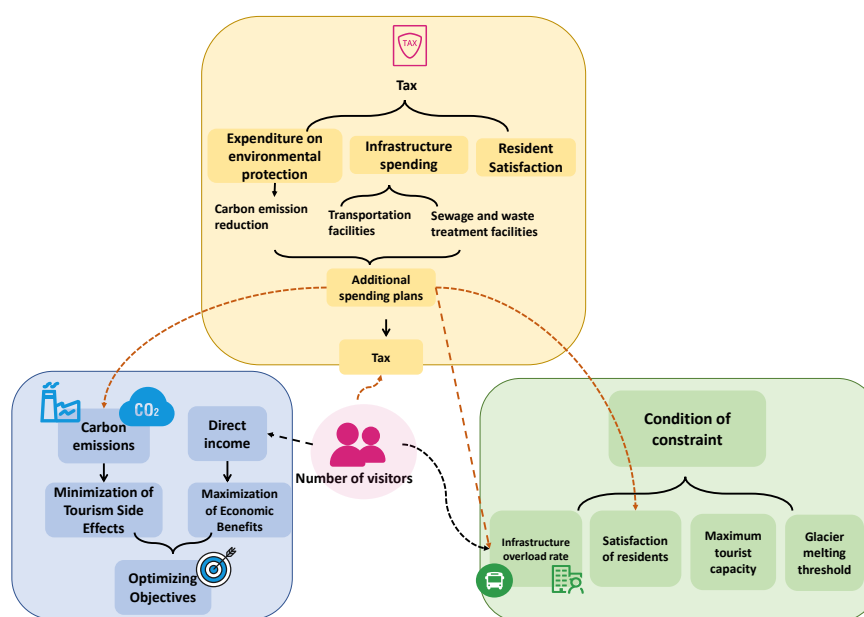 TAX
Tax
Expenditure on
environmental
protection
Infrastructure
spending
Resident
Satisfaction
Carbon emission
reduction
Transportation
facilities
Sewage and waste
treatment facilities
Additional
spending plans
Tax
CO2
Carbon
emissions
Direct
income
Number of visitors
Minimization of
Tourism Side
Effects
Maximization
of Economic
Benefits
Optimizing
Objectives
Condition of
constraint
Infrastructure
overload rate
Satisfaction
of residents
Maximum
tourist
capacity
Glacier
melting
threshold